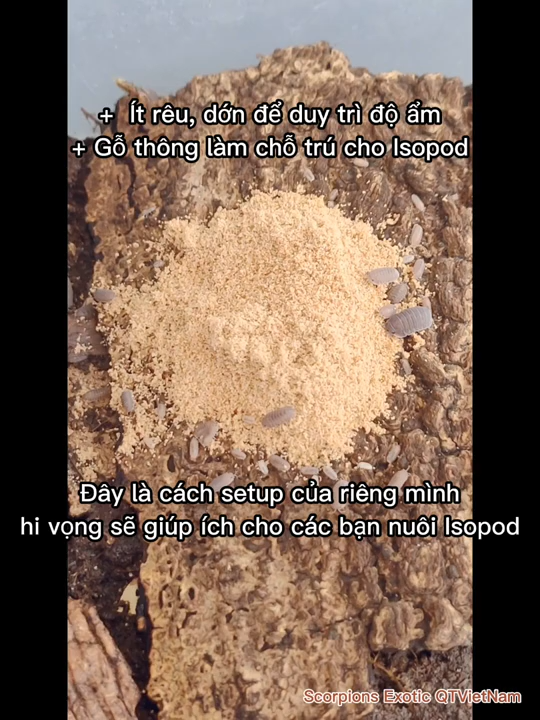 + Ít rêu, dớn để duy trì độ ẩm
+ Gỗ thông làm chỗ trú cho Isopod
Đây là cách setup của riêng mình
hi vọng sẽ giúp ích cho các bạn nuôi Isopod
Scorpions Exotic QTVietNam